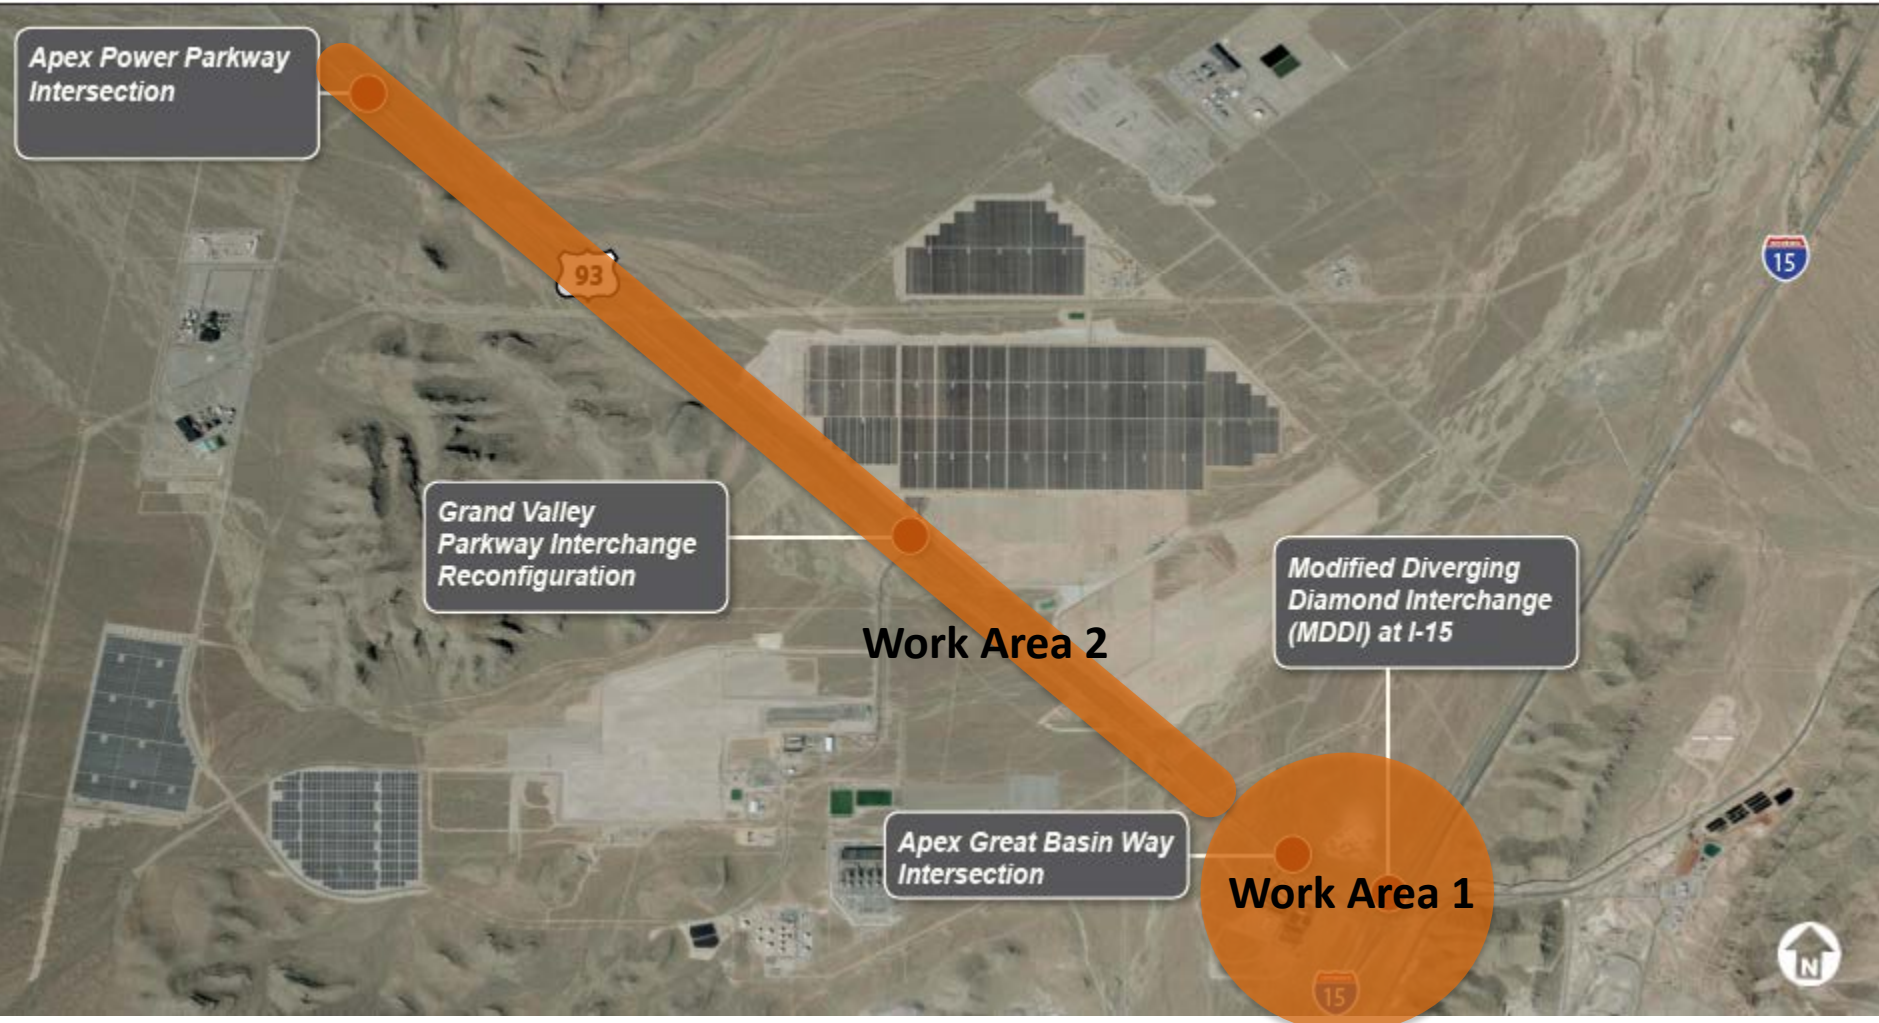 Apex Power Parkway
Intersection
93
15
Grand Valley
Parkway Interchange
Reconfiguration
Modified Diverging
Diamond Interchange
(MDDI) at I-15
Work Area 2
Apex Great Basin Way
Intersection
Work Area 1
15
N